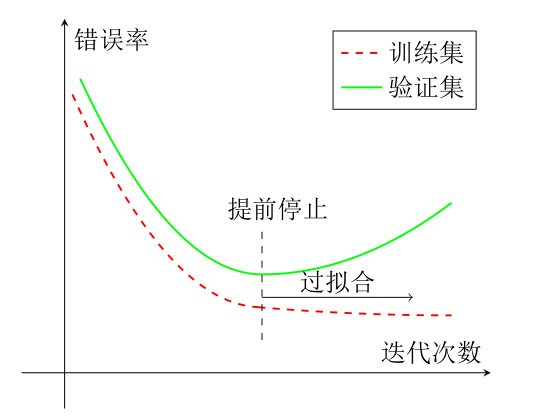 错误率
训练集
验证集
提前停止
过拟合
迭代次数